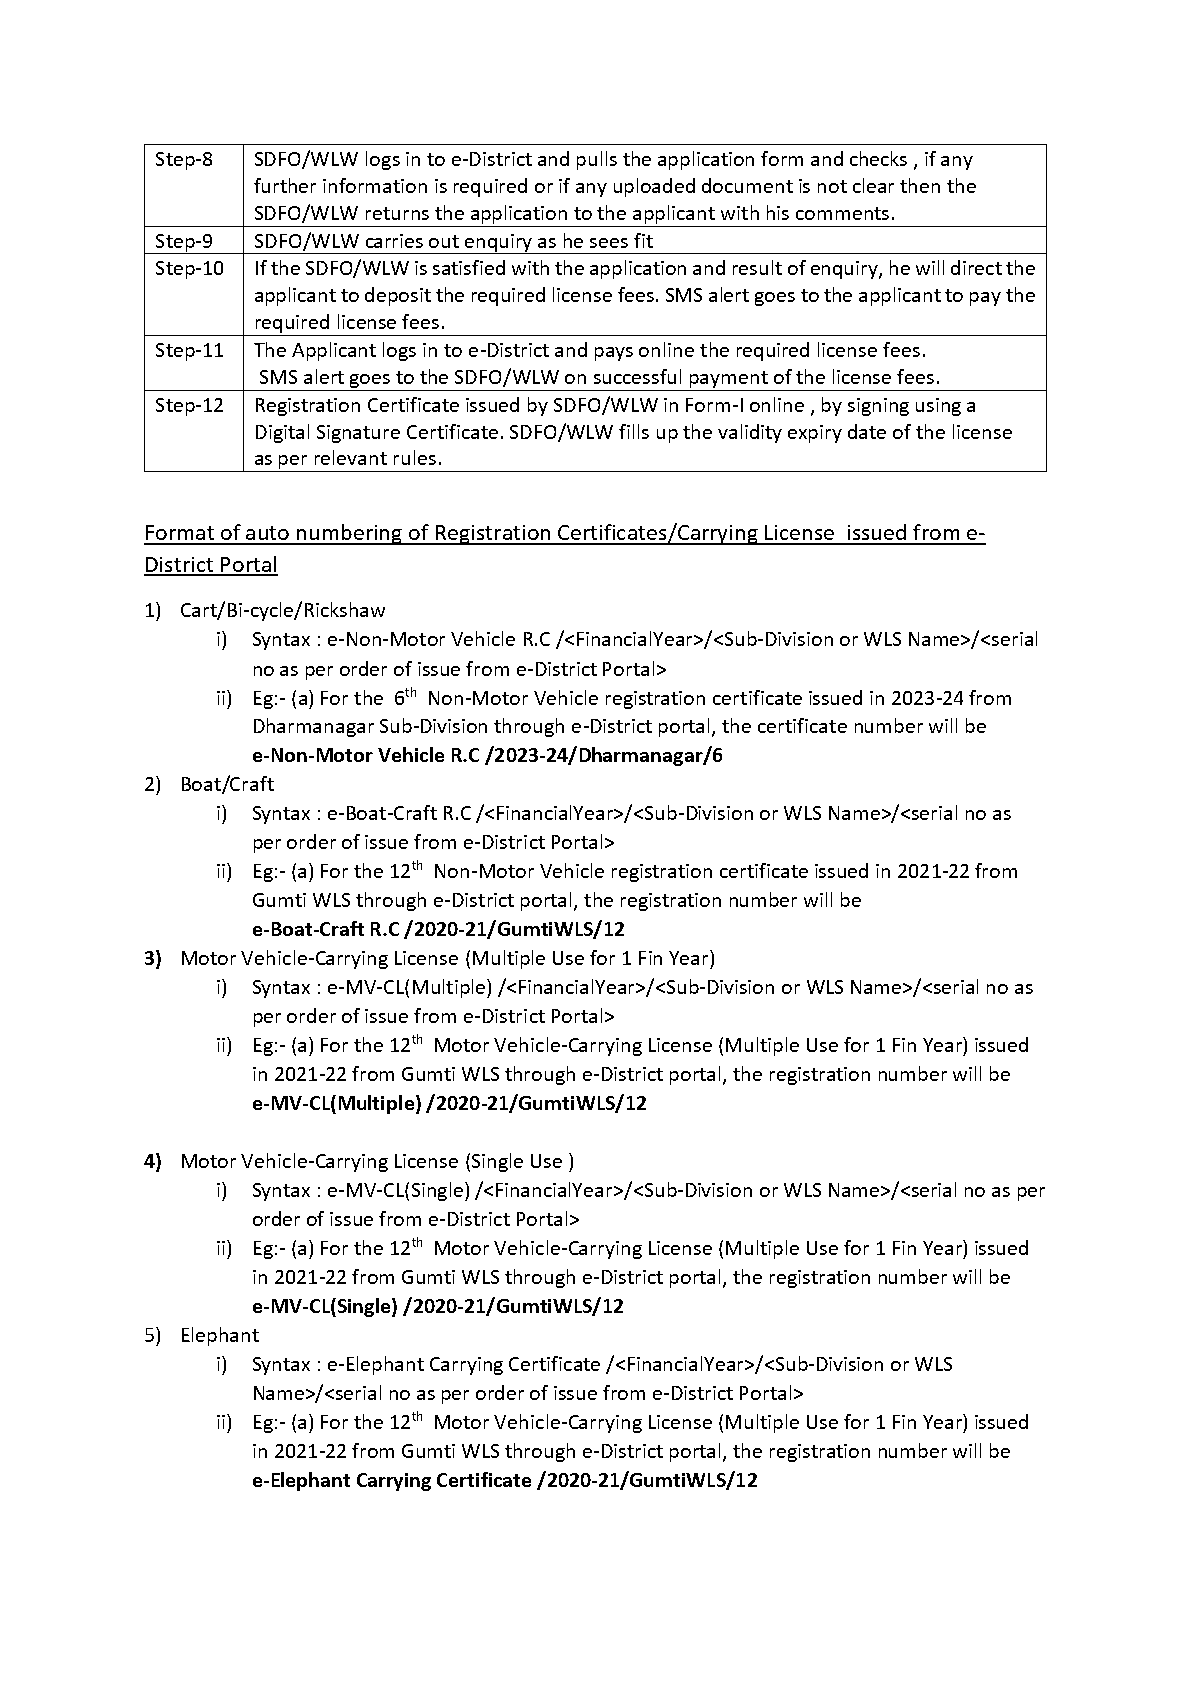 Step-8 SDFO/WLW logs in to e-District and pulls the application form and checks , if any
further information is required or if any uploaded document is not clear then the
SDFO/WLW returns the application to the applicant with his comments.
Step-9 SDFO/WLW carries out enquiry as he sees fit
Step-10 If the SDFO/WLW is satisfied with the application and result of enquiry, he will direct the
applicant to deposit the required license fees. SMS alert goes to the applicant to pay the
required license fees.
Step-11 The Applicant logs in to e-District and pays online the required license fees.
SMS alert goes to the SDFO/WLW on successful payment of the license fees.
Step-12 Registration Certificate issued by SDFO/WLW in Form-I online , by signing using a
Digital Signature Certificate. SDFO/WLW fills up the validity expiry date of the license
as per relevant rules.
Format of auto numbering of Registration Certificates/Carrying License issued from e-
District Portal
1) Cart/Bi-cycle/Rickshaw
i) Syntax : e-Non-Motor Vehicle R.C /<FinancialYear>/<Sub-Division or WLS Name>/<serial
no as per order of issue from e-District Portal>
ii) Eg:- (a) For the 6th Non-Motor Vehicle registration certificate issued in 2023-24 from
Dharmanagar Sub-Division through e-District portal, the certificate number will be
e-Non-Motor Vehicle R.C /2023-24/Dharmanagar/6
2) Boat/Craft
i) Syntax : e-Boat-Craft R.C /<FinancialYear>/<Sub-Division or WLS Name>/<serial no as
per order of issue from e-District Portal>
ii) Eg:- (a) For the 12th Non-Motor Vehicle registration certificate issued in 2021-22 from
Gumti WLS through e-District portal, the registration number will be
e-Boat-Craft R.C /2020-21/GumtiWLS/12
3) Motor Vehicle-Carrying License (Multiple Use for 1 Fin Year)
i) Syntax : e-MV-CL(Multiple) /<FinancialYear>/<Sub-Division or WLS Name>/<serial no as
per order of issue from e-District Portal>
ii) Eg:- (a) For the 12th Motor Vehicle-Carrying License (Multiple Use for 1 Fin Year) issued
in 2021-22 from Gumti WLS through e-District portal, the registration number will be
e-MV-CL(Multiple) /2020-21/GumtiWLS/12
4) Motor Vehicle-Carrying License (Single Use )
i) Syntax : e-MV-CL(Single) /<FinancialYear>/<Sub-Division or WLS Name>/<serial no as per
order of issue from e-District Portal>
ii) Eg:- (a) For the 12th Motor Vehicle-Carrying License (Multiple Use for 1 Fin Year) issued
in 2021-22 from Gumti WLS through e-District portal, the registration number will be
e-MV-CL(Single) /2020-21/GumtiWLS/12
5) Elephant
i) Syntax : e-Elephant Carrying Certificate /<FinancialYear>/<Sub-Division or WLS
Name>/<serial no as per order of issue from e-District Portal>
ii) Eg:- (a) For the 12th Motor Vehicle-Carrying License (Multiple Use for 1 Fin Year) issued
in 2021-22 from Gumti WLS through e-District portal, the registration number will be
e-Elephant Carrying Certificate /2020-21/GumtiWLS/12